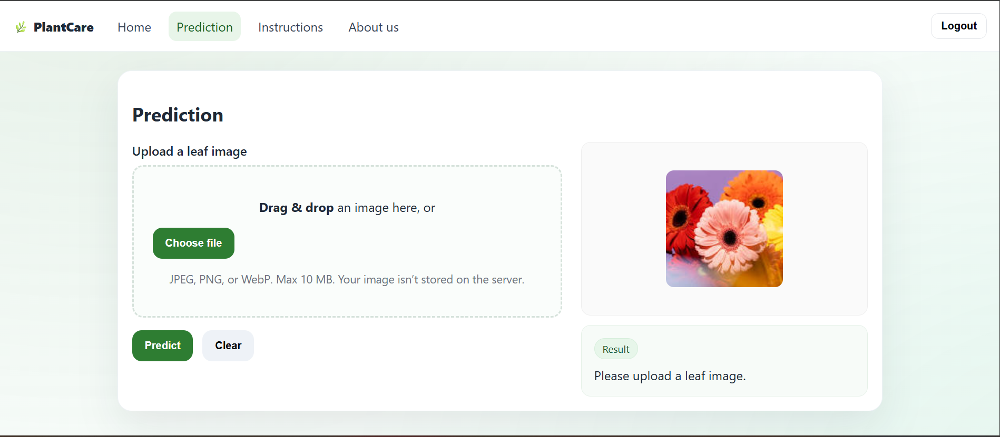 PlantCare Home Prediction Instructions About us Logout
Prediction
Upload a leaf image
Drag & drop an image here, or
Choose file
JPEG, PNG, or WebP. Max 10 MB. Your image isn’t stored on the server.
Predict Clear
Result
Please upload a leaf image.